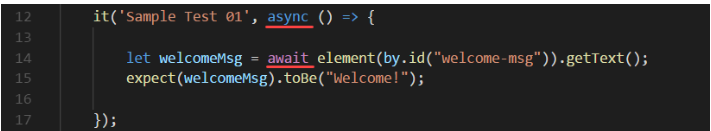 12 it('Sample Test 01', async () => {
13
14 let welcomeMsg = await element(by.id("welcome-msg")).getText();
15 expect(welcomeMsg).toBe("Welcome!");
16
17 });